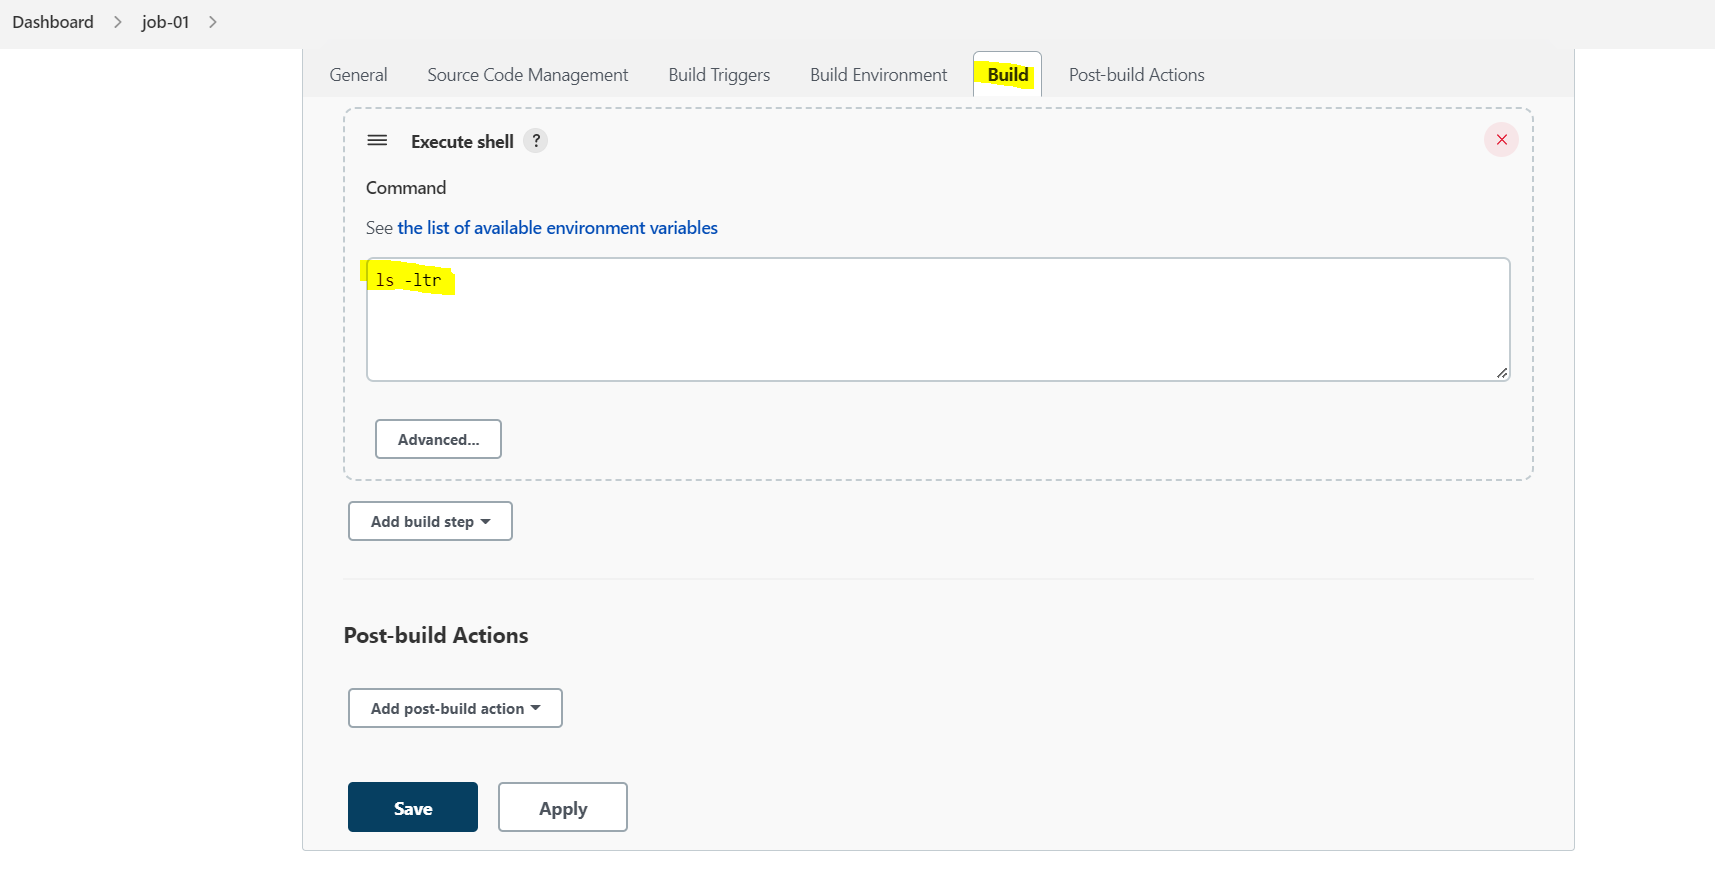 Dashboard > job-01 >
General Source Code Management Build Triggers Build Environment Build Post-build Actions
Execute shell ?
Command
See the list of available environment variables
ls -ltr
Advanced...
Add build step
Post-build Actions
Add post-build action
Save Apply